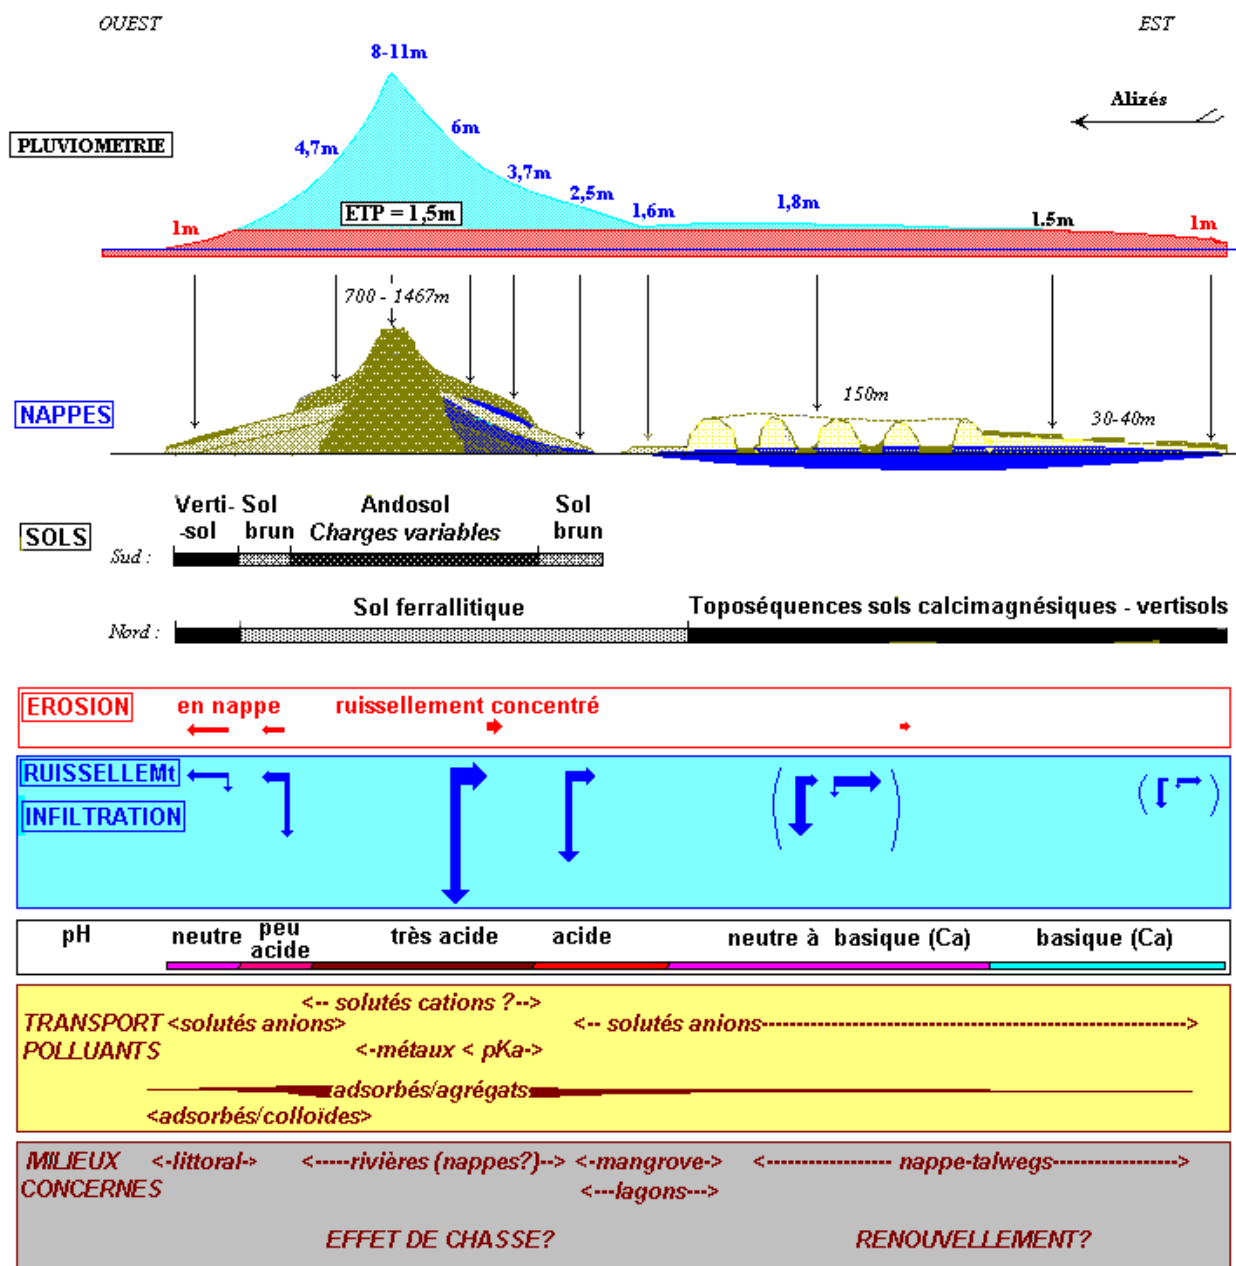 OUEST
EST
8-11m
Alizés
6m
PLUVIOMETRIE
4,7m
3,7m
2,5m
1,6m
1,8m
ETP = 1,5m
1m
1.5m
1m
700 - 1467m
150m
NAPPES
30-40m
Verti- Sol Andosol Sol
-sol brun Charges variables brun
SOLS
Sud :
Sol ferrallitique Toposéquences sols calcimagnésiques - vertisols
Nord :
EROSION en nappe ruissellement concentré
RUISSELLEMt
INFILTRATION
pH neutre peu acide très acide acide neutre à basique (Ca) basique (Ca)
<-- solutés cations ?-->
TRANSPORT <solutés anions> <-- solutés anions------------------------------------------------------>
POLLUANTS <-métaux < pKa->
adsorbés/agrégats
<adsorbés/colloïdes>
MILIEUX <-littoral-> <-----rivières (nappes?)--> <-mangrove-> <----------------- nappe-talwegs---------------->
CONCERNES <---lagons--->
EFFET DE CHASSE? RENOUVELLEMENT?